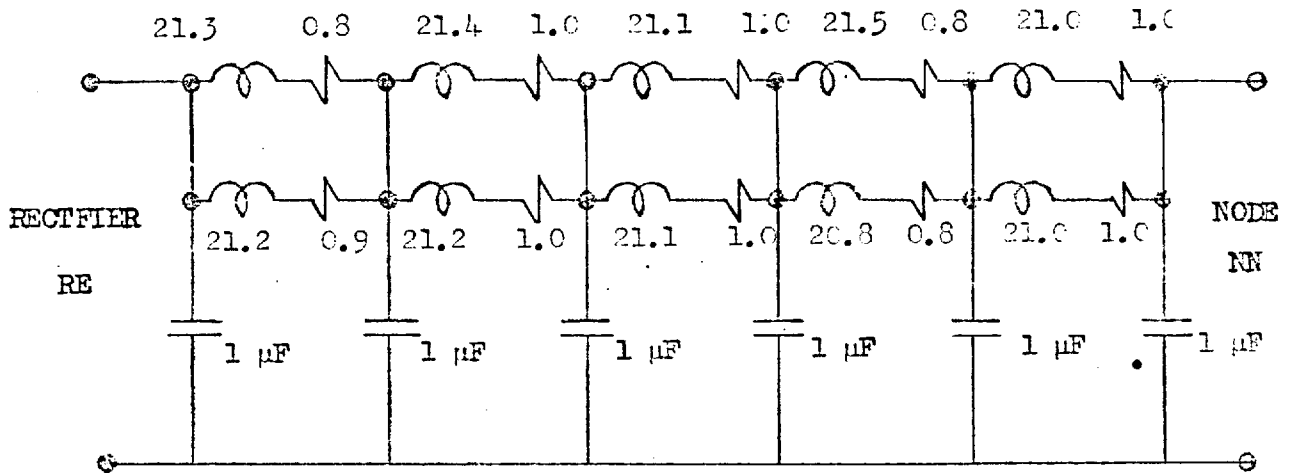 21.3 0.8 21.4 1.0 21.1 1.0 21.5 0.8 21.0 1.0
RECTFIER
RE
21.2 0.9 21.2 1.0 21.1 1.0 20.8 0.8 21.0 1.0
NODE
NN
1 µF 1 µF 1 µF 1 µF 1 µF 1 µF